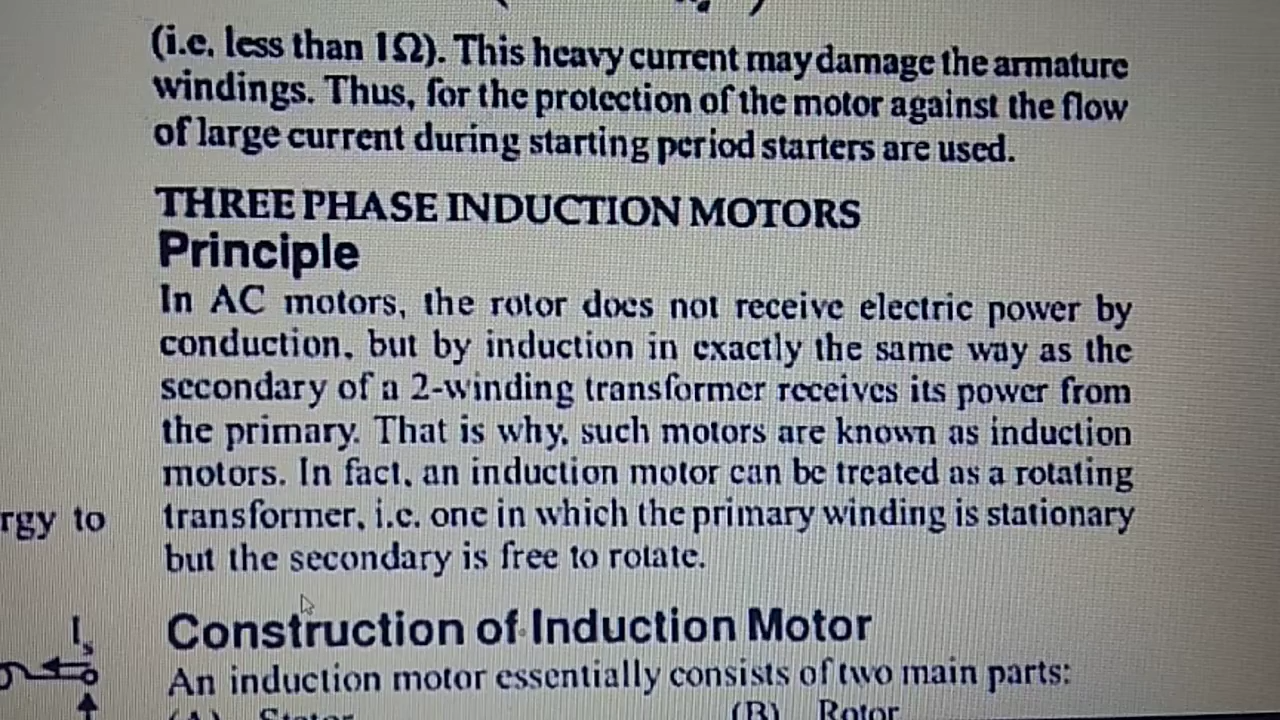 (i.e. less than 1Ω). This heavy current may damage the armature
windings. Thus, for the protection of the motor against the flow
of large current during starting period starters are used.
THREE PHASE INDUCTION MOTORS
Principle
In AC motors, the rotor does not receive electric power by
conduction, but by induction in exactly the same way as the
secondary of a 2-winding transformer receives its power from
the primary. That is why, such motors are known as induction
motors. In fact, an induction motor can be treated as a rotating
transformer, i.e. one in which the primary winding is stationary
but the secondary is free to rotate.
rgy to
Is
Construction of Induction Motor
An induction motor essentially consists of two main parts:
(A) Stator (B) Rotor